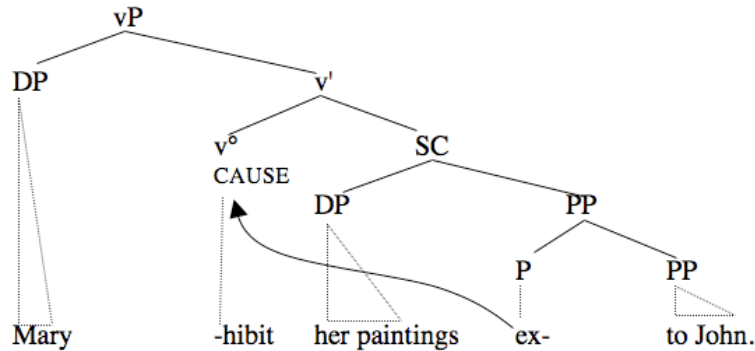 vP
DP v'
v° SC
CAUSE
DP PP
P PP
Mary -hibit her paintings ex- to John.